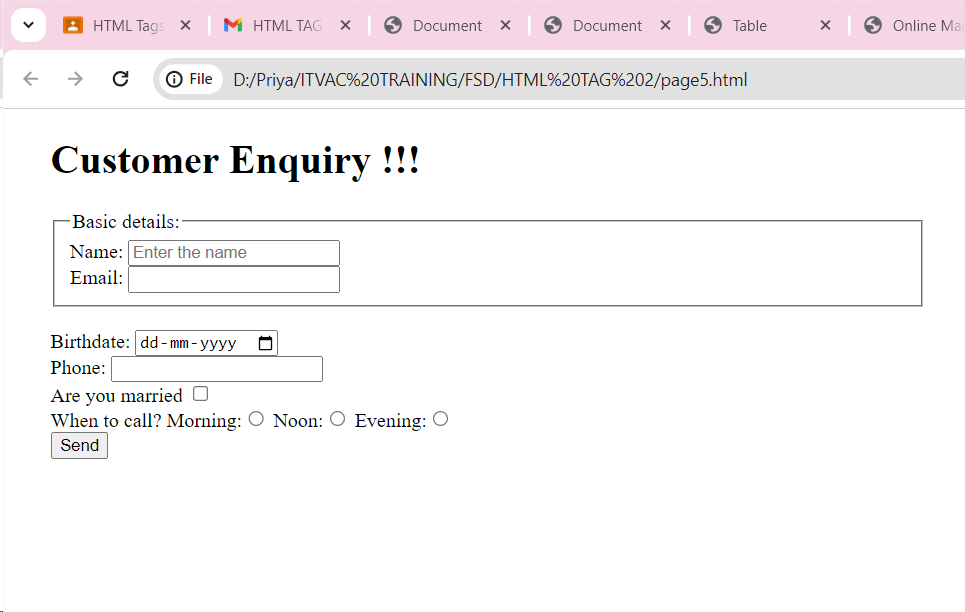 HTML Tags HTML TAG Document Document Table Online Ma
File D:/Priya/ITVAC%20TRAINING/FSD/HTML%20TAG%202/page5.html
Customer Enquiry !!!
Basic details:
Name: Enter the name
Email:
Birthdate: dd-mm-yyyy
Phone:
Are you married
When to call? Morning: Noon: Evening:
Send